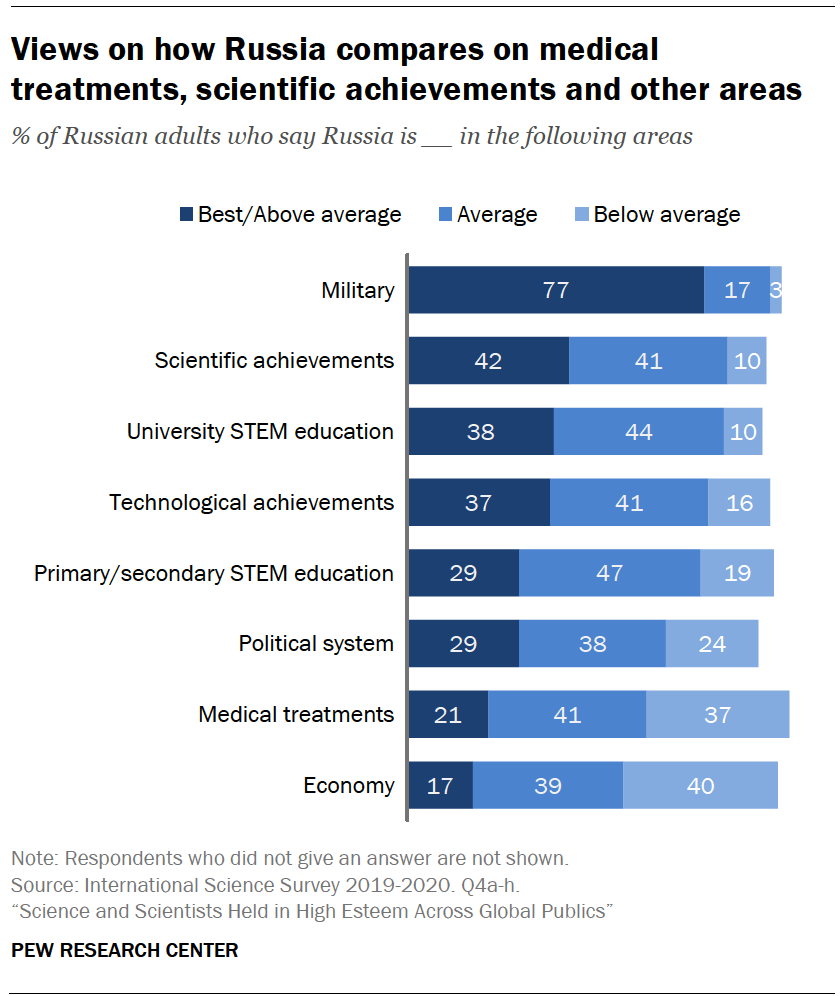 Views on how Russia compares on medical
treatments, scientific achievements and other areas
% of Russian adults who say Russia is __ in the following areas
Best/Above average Average Below average
Military 77 17 3
Scientific achievements 42 41 10
University STEM education 38 44 10
Technological achievements 37 41 16
Primary/secondary STEM education 29 47 19
Political system 29 38 24
Medical treatments 21 41 37
Economy 17 39 40
Note: Respondents who did not give an answer are not shown.
Source: International Science Survey 2019-2020. Q4a-h.
“Science and Scientists Held in High Esteem Across Global Publics”
PEW RESEARCH CENTER